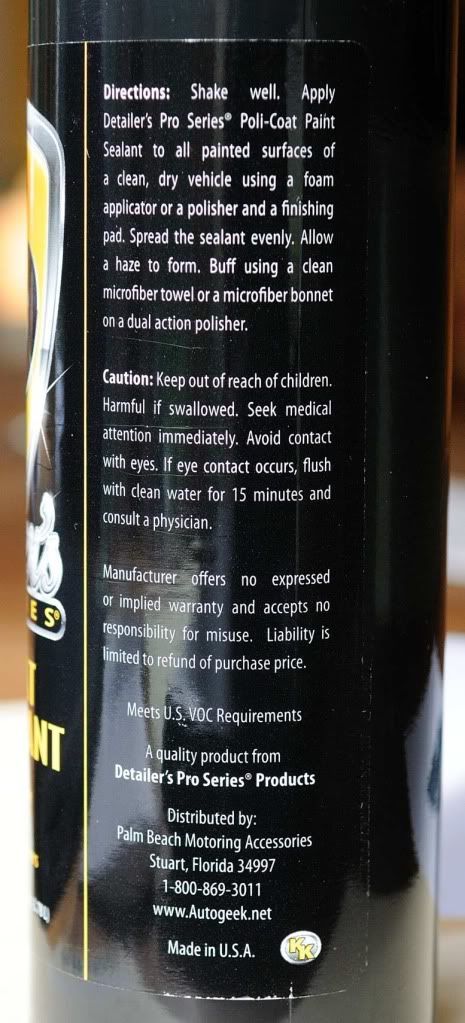 Directions: Shake well. Apply
Detailer's Pro Series® Poli-Coat Paint
Sealant to all painted surfaces of
a clean, dry vehicle using a foam
applicator or a polisher and a finishing
pad. Spread the sealant evenly. Allow
a haze to form. Buff using a clean
microfiber towel or a microfiber bonnet
on a dual action polisher.
Caution: Keep out of reach of children.
Harmful if swallowed. Seek medical
attention immediately. Avoid contact
with eyes. If eye contact occurs, flush
with clean water for 15 minutes and
consult a physician.
Manufacturer offers no expressed
or implied warranty and accepts no
responsibility for misuse. Liability is
limited to refund of purchase price.
Meets U.S. VOC Requirements
A quality product from
Detailer's Pro Series® Products
Distributed by:
Palm Beach Motoring Accessories
Stuart, Florida 34997
1-800-869-3011
www.Autogeek.net
Made in U.S.A.
KK